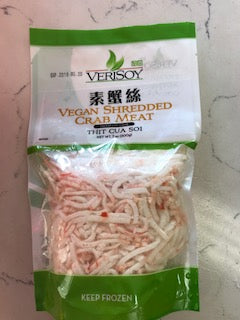 VERISOY
素蟹絲
VEGAN SHREDDED
CRAB MEAT
THIT CUA SOI
KEEP FROZEN